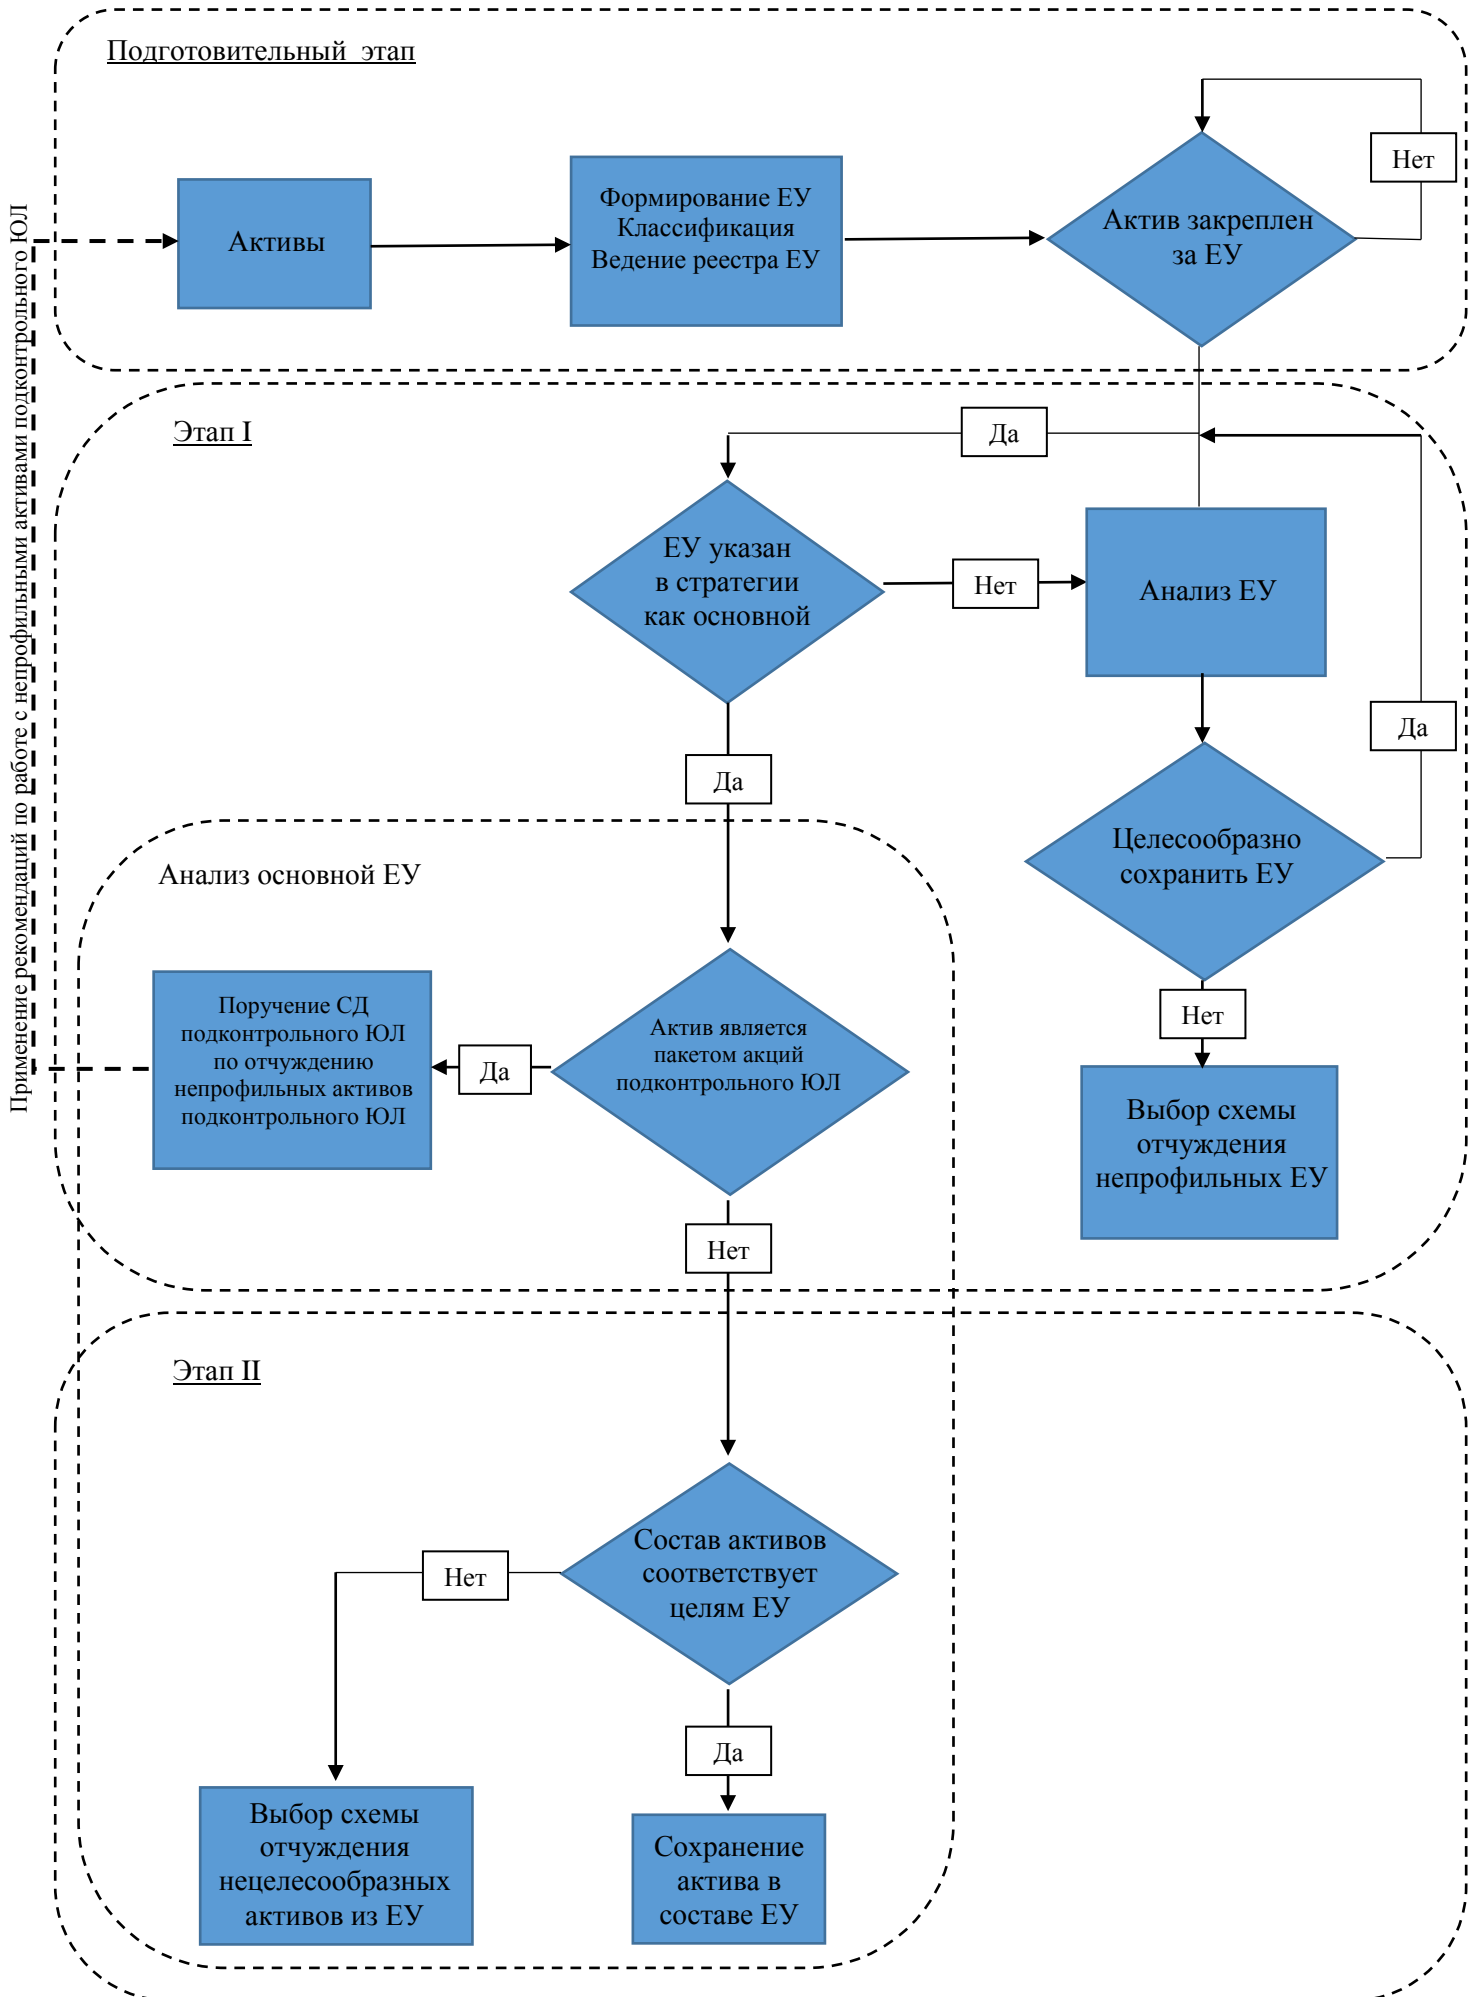 Подготовительный этап
Нет
Активы
Формирование ЕУ
Классификация
Ведение реестра ЕУ
Актив закреплен
за ЕУ
Применение рекомендаций по работе с непрофильными активами подконтрольного ЮЛ
Этап I
Да
ЕУ указан
в стратегии
как основной
Нет
Анализ ЕУ
Да
Да
Целесообразно
сохранить ЕУ
Анализ основной ЕУ
Нет
Поручение СД
подконтрольного ЮЛ
по отчуждению
непрофильных активов
подконтрольного ЮЛ
Да
Актив является
пакетом акций
подконтрольного ЮЛ
Выбор схемы
отчуждения
непрофильных ЕУ
Нет
Этап II
Состав активов
соответствует
целям ЕУ
Нет
Да
Выбор схемы
отчуждения
нецелесообразных
активов из ЕУ
Сохранение
актива в
составе ЕУ